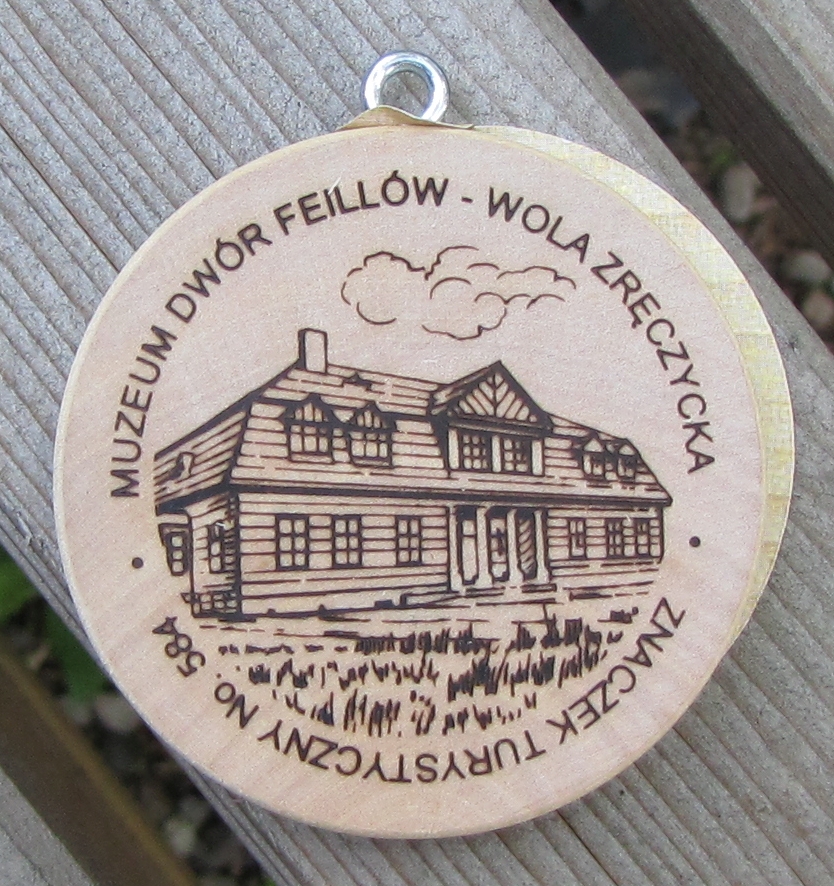 MUZEUM DWÓR FEILLÓW - WOLA ZRĘCZYCKA
ZNACZEK TURYSTYCZNY No. 584